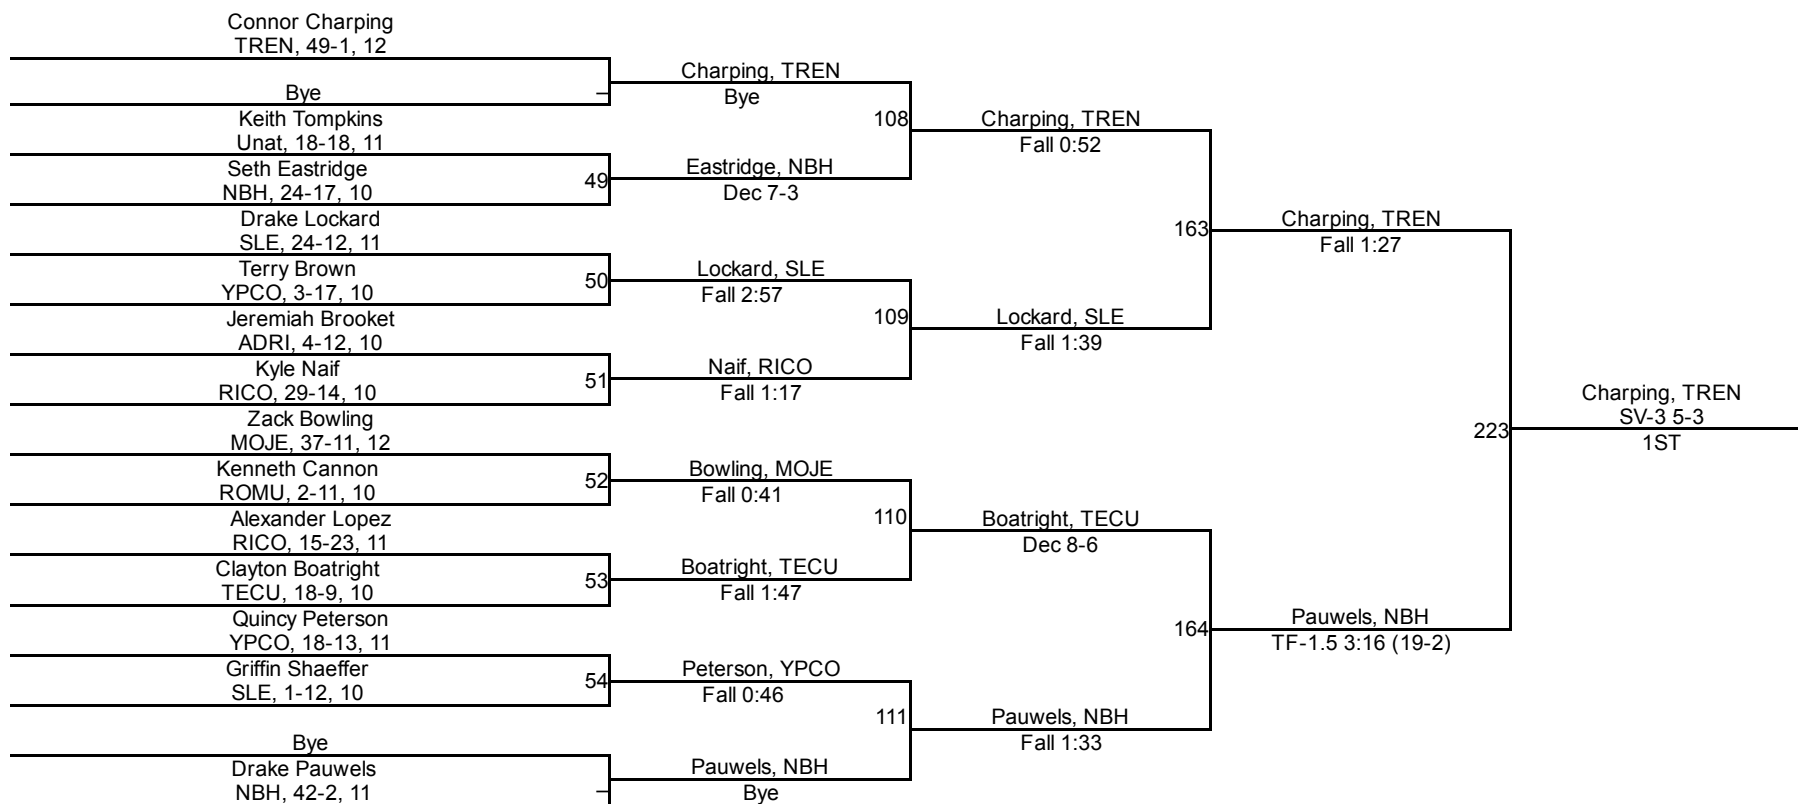 Connor Charping
TREN, 49-1, 12
Bye
Keith Tompkins
Unat, 18-18, 11
Seth Eastridge
NBH, 24-17, 10
Drake Lockard
SLE, 24-12, 11
Terry Brown
YPCO, 3-17, 10
Jeremiah Brooket
ADRI, 4-12, 10
Kyle Naif
RICO, 29-14, 10
Zack Bowling
MOJE, 37-11, 12
Kenneth Cannon
ROMU, 2-11, 10
Alexander Lopez
RICO, 15-23, 11
Clayton Boatright
TECU, 18-9, 10
Quincy Peterson
YPCO, 18-13, 11
Griffin Shaeffer
SLE, 1-12, 10
Bye
Drake Pauwels
NBH, 42-2, 11
49
50
51
52
53
54
Charping, TREN
Bye
Eastridge, NBH
Dec 7-3
Lockard, SLE
Fall 2:57
Naif, RICO
Fall 1:17
Bowling, MOJE
Fall 0:41
Boatright, TECU
Fall 1:47
Peterson, YPCO
Fall 0:46
Pauwels, NBH
Bye
108
109
110
111
Charping, TREN
Fall 0:52
Lockard, SLE
Fall 1:39
Boatright, TECU
Dec 8-6
Pauwels, NBH
Fall 1:33
163
164
Charping, TREN
Fall 1:27
Pauwels, NBH
TF-1.5 3:16 (19-2)
223
Charping, TREN
SV-3 5-3
1ST